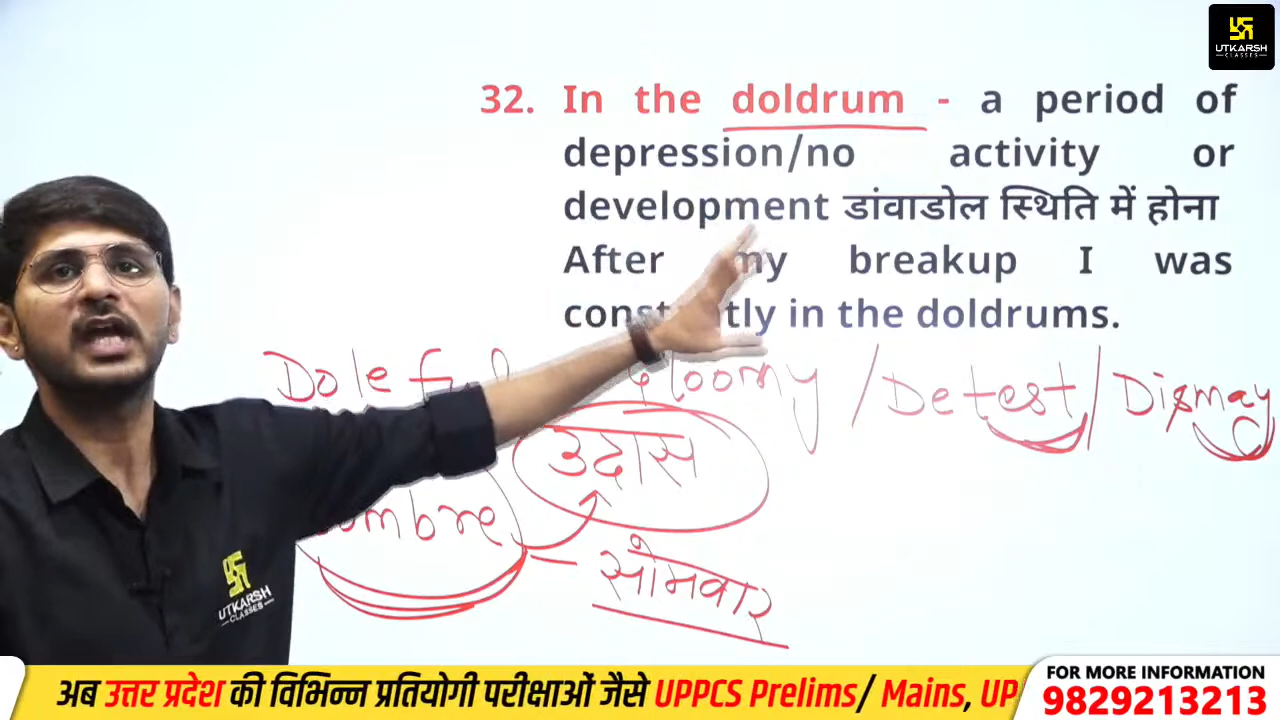 UTKARSH
CLASSES
32. In the doldrum - a period of
depression/no activity or
development डांवाडोल स्थिति में होना
After my breakup I was
constantly in the doldrums.
Doleful Gloomy / Detest / Dismay
उदास
सोमवार
UTKARSH
CLASSES
अब उत्तर प्रदेश की विभिन्न प्रतियोगी परीक्षाओं जैसे UPPCS Prelims/ Mains, UP
FOR MORE INFORMATION
9829213213